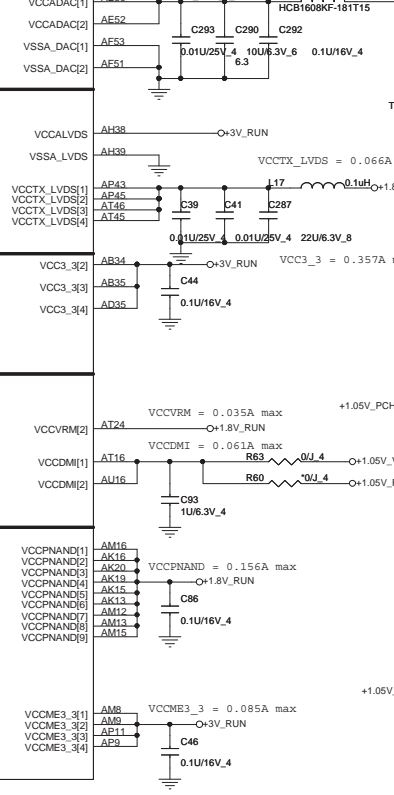 VCCADAC[1]
HCB1608KF-181T15
VCCADAC[2] AE52
C293 C290 C292
VSSA_DAC[1] AF53
0.01U/25V_4 10U/6.3V_6 0.1U/16V_4
6.3
VSSA_DAC[2] AF51
VCCALVDS AH38 +3V_RUN
VSSA_LVDS AH39
VCCTX_LVDS = 0.066A
VCCTX_LVDS[1] AP43 L17 0.1uH +1.8
VCCTX_LVDS[2] AP45
VCCTX_LVDS[3] AT46
VCCTX_LVDS[4] AT45
C39 C41 C287
0.01U/25V_4 0.01U/25V_4 22U/6.3V_8
VCC3_3 = 0.357A
VCC3_3[2] AB34 +3V_RUN
VCC3_3[3] AB35
C44
VCC3_3[4] AD35
0.1U/16V_4
+1.05V_PCH
VCCVRM = 0.035A max
VCCVRM[2] AT24 +1.8V_RUN
VCCDMI = 0.061A max
VCCDMI[1] AT16 R63 0/J_4 +1.05V_
VCCDMI[2] AU16 R60 *0/J_4 +1.05V_
C93
1U/6.3V_4
VCCPNAND[1] AM16
VCCPNAND[2] AK16
VCCPNAND[3] AK20
VCCPNAND = 0.156A max
VCCPNAND[4] AK19 +1.8V_RUN
VCCPNAND[5] AK15
VCCPNAND[6] AK13
VCCPNAND[7] AM12
VCCPNAND[8] AM13
VCCPNAND[9] AM15
C86
0.1U/16V_4
+1.05V_
VCCME3_3 = 0.085A max
VCCME3_3[1] AM8
VCCME3_3[2] AM9 +3V_RUN
VCCME3_3[3] AP11
VCCME3_3[4] AP9
C46
0.1U/16V_4